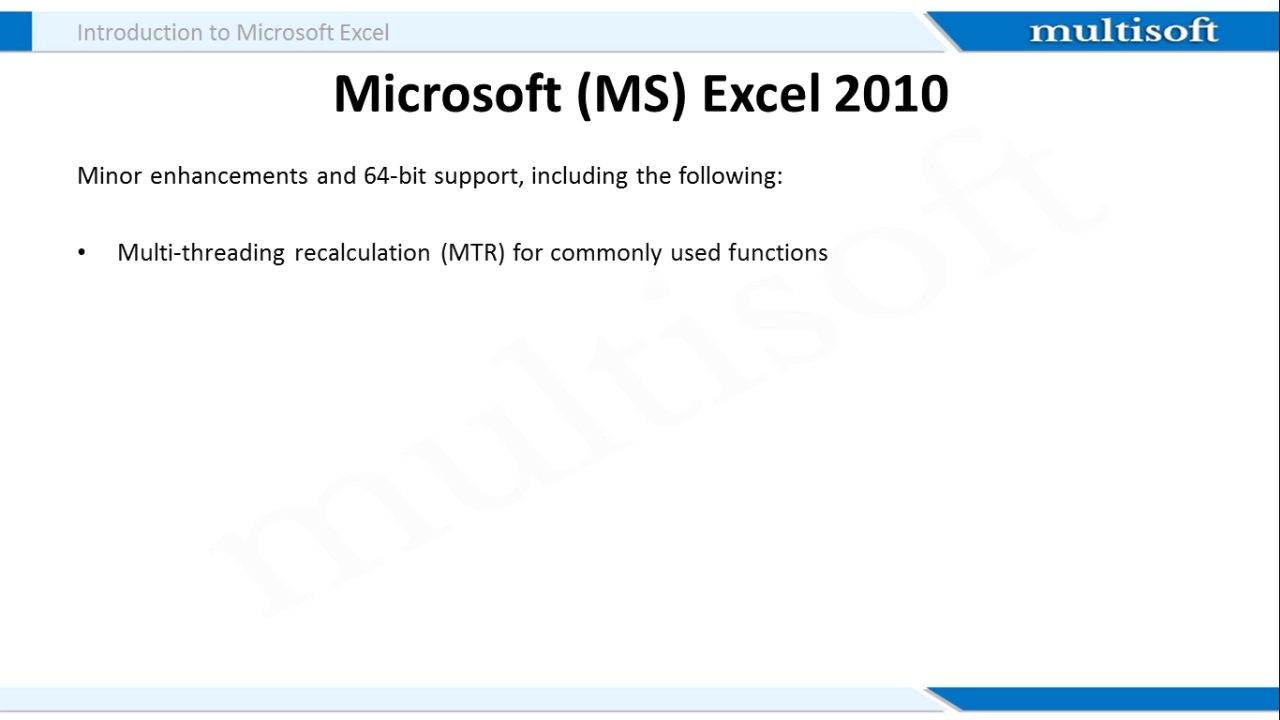 Introduction to Microsoft Excel
multisoft
Microsoft (MS) Excel 2010
Minor enhancements and 64-bit support, including the following:
• Multi-threading recalculation (MTR) for commonly used functions
multisoft